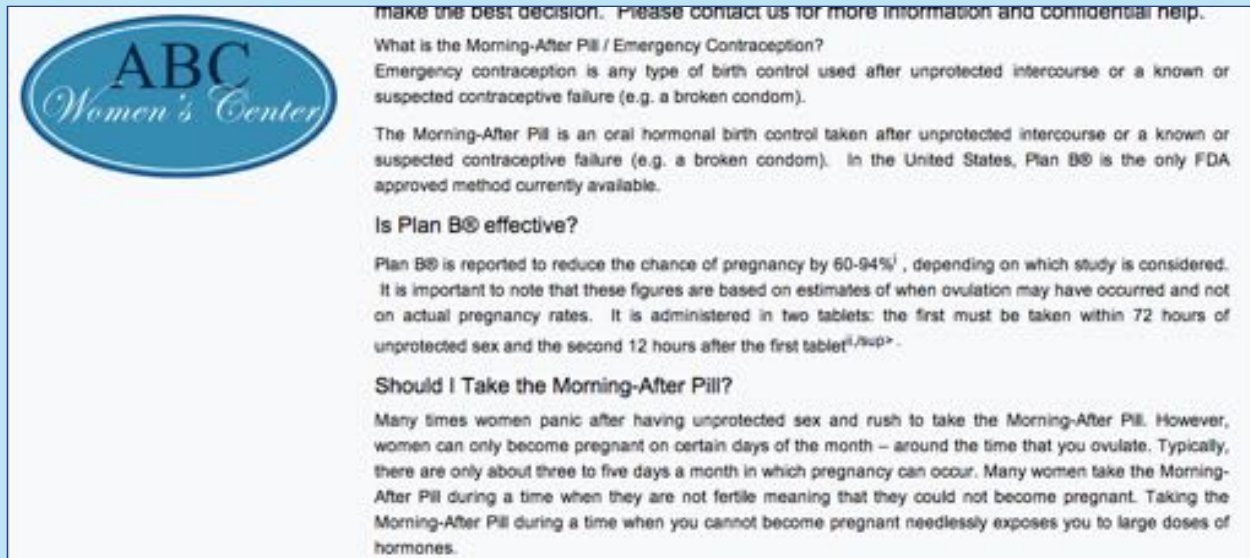 ABC
Women's Center
make the best decision.  Please contact us for more information and confidential help.
What is the Morning-After Pill / Emergency Contraception?
Emergency contraception is any type of birth control used after unprotected intercourse or a known or
suspected contraceptive failure (e.g. a broken condom).
The Morning-After Pill is an oral hormonal birth control taken after unprotected intercourse or a known or
suspected contraceptive failure (e.g. a broken condom).  In the United States, Plan B® is the only FDA
approved method currently available.
Is Plan B® effective?
Plan B® is reported to reduce the chance of pregnancy by 60-94%i , depending on which study is considered.
It is important to note that these figures are based on estimates of when ovulation may have occurred and not
on actual pregnancy rates.  It is administered in two tablets: the first must be taken within 72 hours of
unprotected sex and the second 12 hours after the first tabletii./sup> .
Should I Take the Morning-After Pill?
Many times women panic after having unprotected sex and rush to take the Morning-After Pill. However,
women can only become pregnant on certain days of the month – around the time that you ovulate. Typically,
there are only about three to five days a month in which pregnancy can occur. Many women take the Morning-
After Pill during a time when they are not fertile meaning that they could not become pregnant. Taking the
Morning-After Pill during a time when you cannot become pregnant needlessly exposes you to large doses of
hormones.